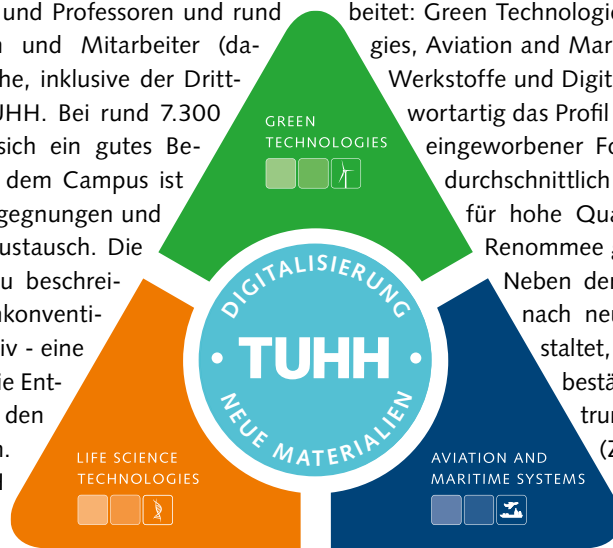 und Professoren und rund
und Mitarbeiter (da-
che, inklusive der Dritt-
UHH. Bei rund 7.300
sich ein gutes Be-
dem Campus ist
gegnungen und
ustausch. Die
u beschrei-
nkonventi-
iv - eine
ie Ent-
den
GREEN
TECHNOLOGIES
DIGITALISIERUNG
• TUHH •
NEUE MATERIALIEN
LIFE SCIENCE
TECHNOLOGIES
AVIATION AND
MARITIME SYSTEMS
beitet: Green Technologie
gies, Aviation and Mar
Werkstoffe und Digit
wortartig das Profil
eingeworbener Fo
durchschnittlich
für hohe Qua
Renommee
Neben der
nach neu
staltet,
bestä
trun
(Z